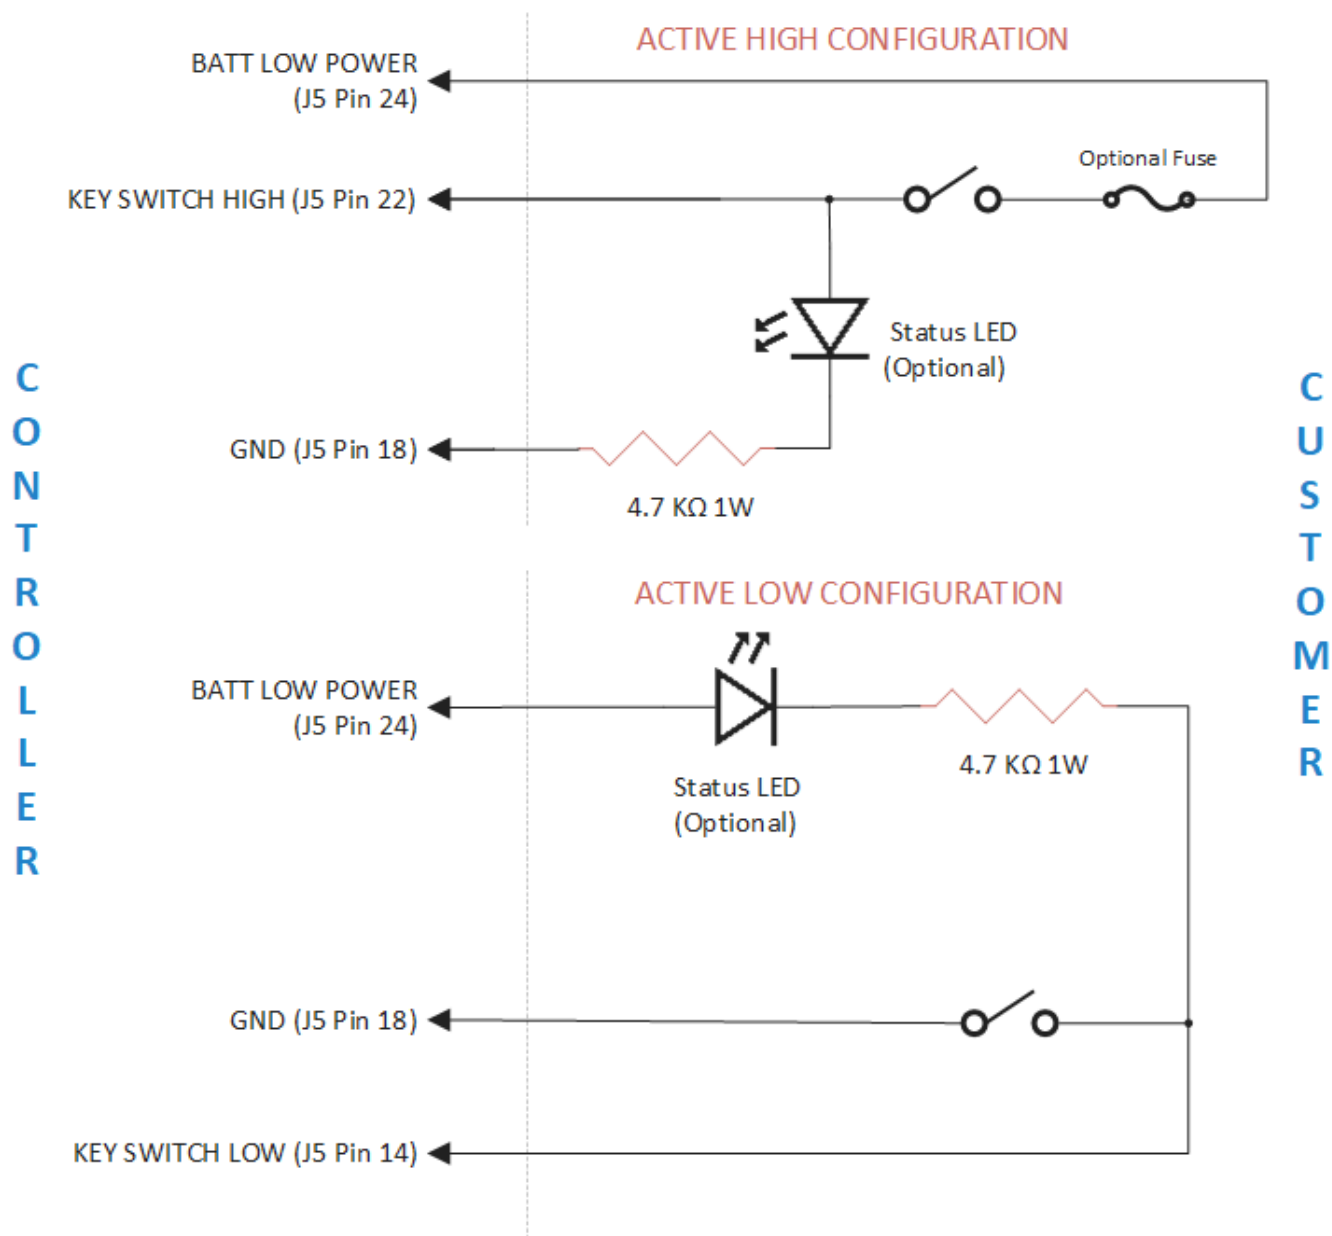 ACTIVE HIGH CONFIGURATION
BATT LOW POWER
(J5 Pin 24)
Optional Fuse
KEY SWITCH HIGH (J5 Pin 22)
Status LED
(Optional)
GND (J5 Pin 18)
4.7 KΩ 1W
CONTROLLER
CUSTOMER
ACTIVE LOW CONFIGURATION
BATT LOW POWER
(J5 Pin 24)
4.7 KΩ 1W
Status LED
(Optional)
GND (J5 Pin 18)
KEY SWITCH LOW (J5 Pin 14)